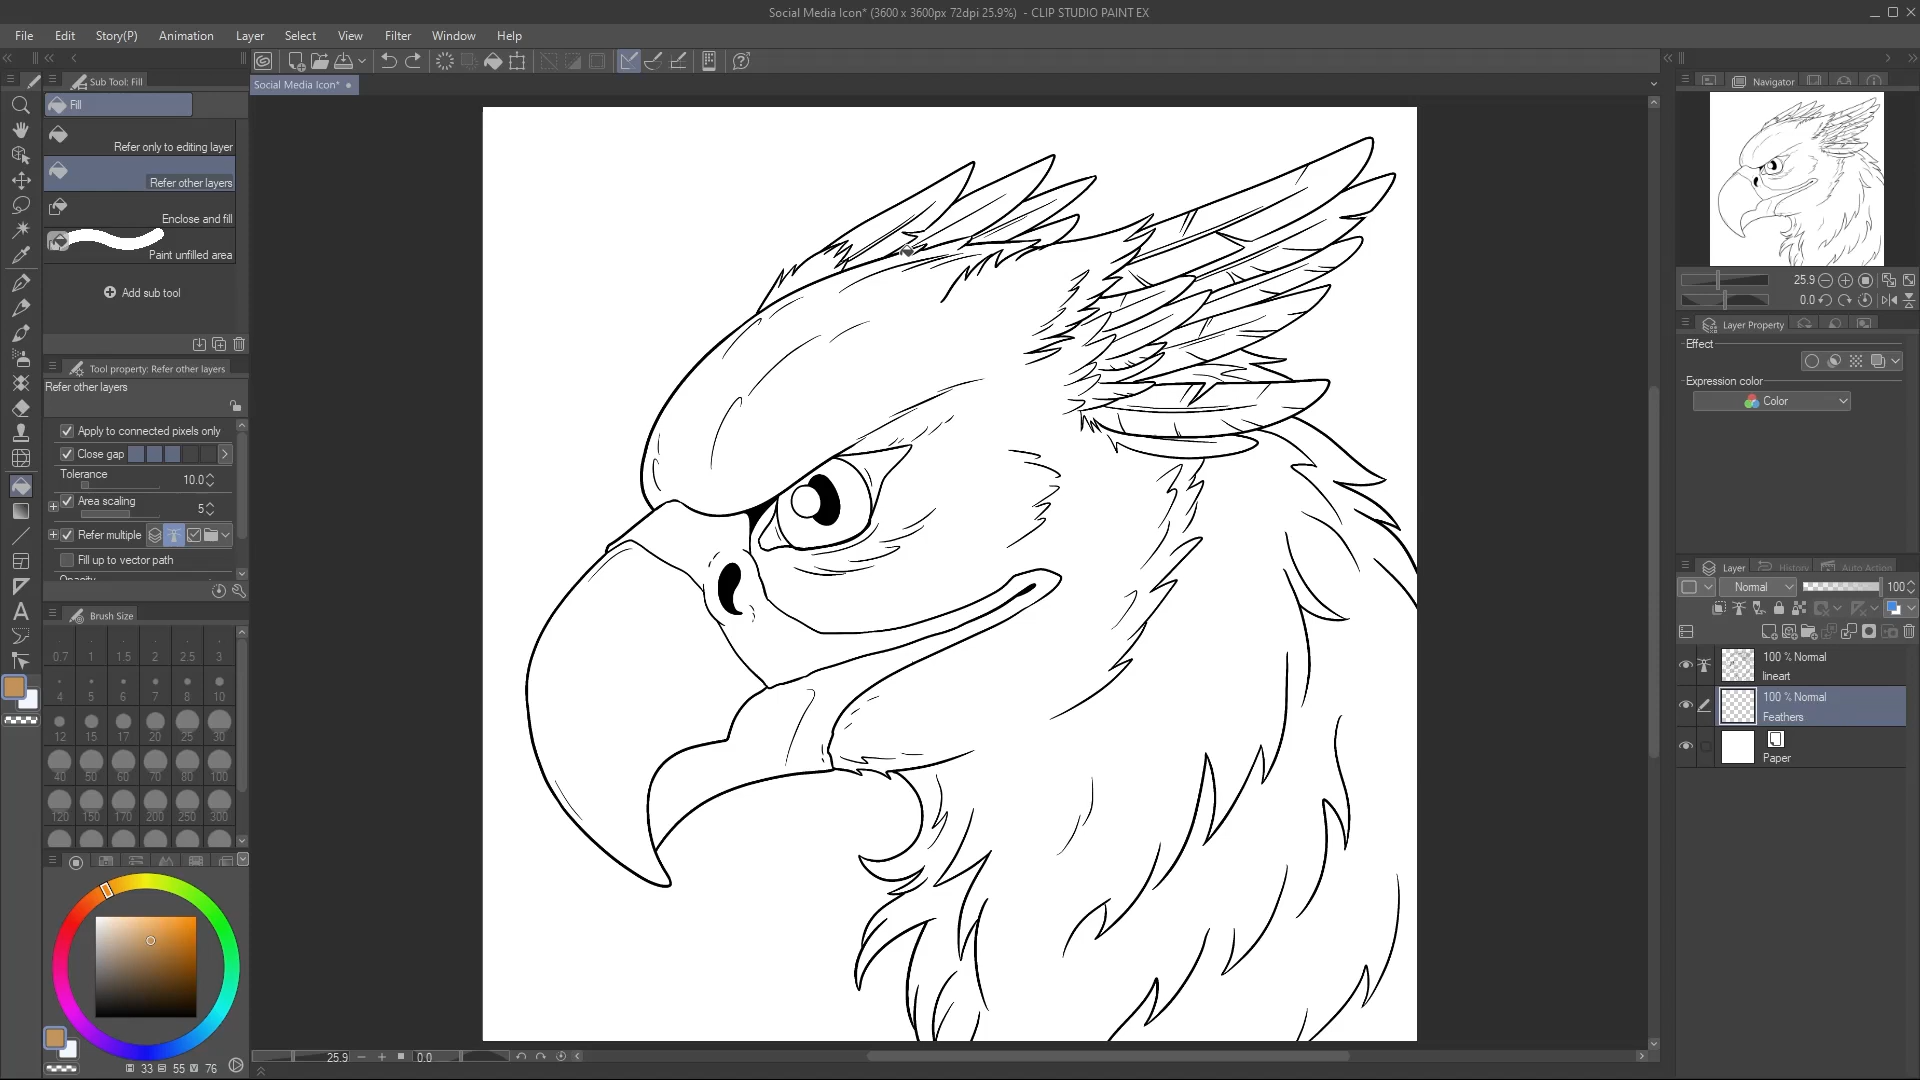 Social Media Icon* (3600 x 3600px 72dpi 25.9%) - CLIP STUDIO PAINT EX
File Edit Story(P) Animation Layer Select View Filter Window Help
Sub Tool: Fill
Social Media Icon*
Fill
Refer only to editing layer
Refer other layers
Enclose and fill
Paint unfilled area
Add sub tool
Tool property: Refer other layers
Refer other layers
Apply to connected pixels only
Close gap
Tolerance
10.0
Area scaling
5
Refer multiple
Fill up to vector path
Opacity
Brush Size
0.7 1 1.5 2 2.5 3
4 5 6 7 8 10
12 15 17 20 25 30
40 50 60 70 80 100
120 150 170 200 250 300
33 55 76
25.9 0.0
Navigator
25.9
0.0
Layer Property
Effect
Expression color
Color
Layer History Auto Action
Normal 100
100 % Normal
lineart
100 % Normal
Feathers
Paper